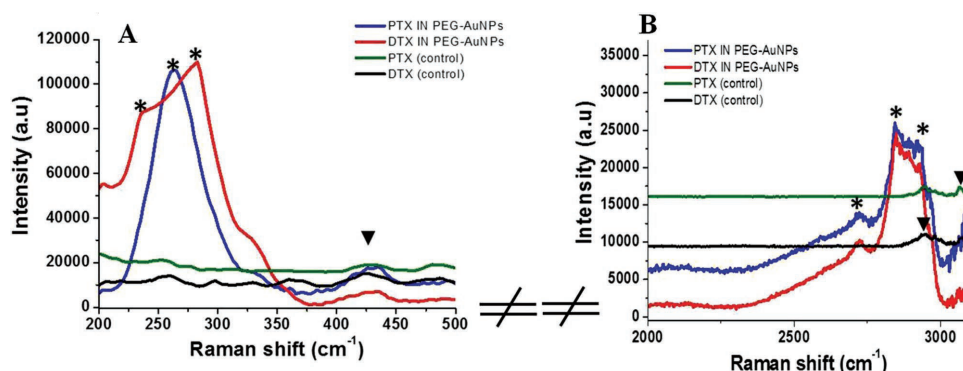 A
PTX IN PEG-AuNPs
DTX IN PEG-AuNPs
PTX (control)
DTX (control)
* * *
120000
100000
80000
60000
40000
20000
0
Intensity (a.u)
200 250 300 350 400 450 500
Raman shift (cm-1)
B
PTX IN PEG-AuNPs
DTX IN PEG-AuNPs
PTX (control)
DTX (control)
* * *
35000
30000
25000
20000
15000
10000
5000
0
Intensity (a.u)
2000 2500 3000
Raman shift (cm-1)